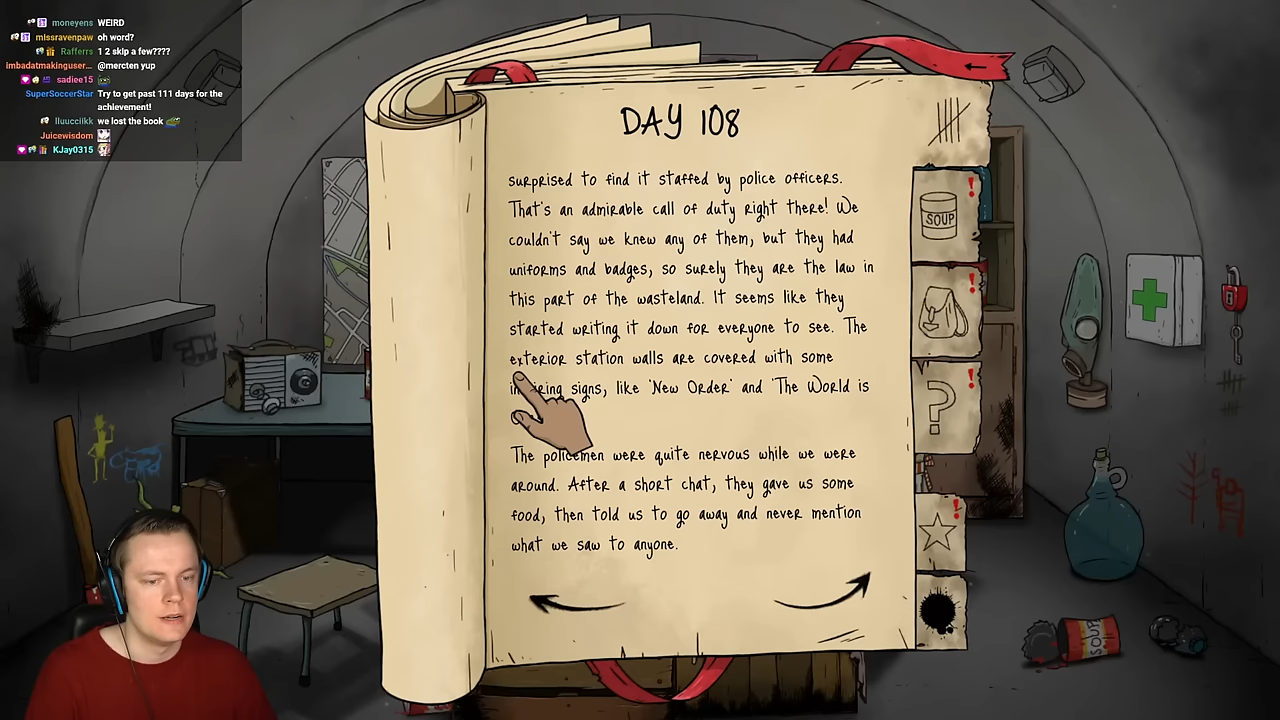 moneyens WEIRD
missravenpaw oh word?
Rafferrs 1 2 skip a few????
imbadatmakinguser... @mercten yup
sadiee15
SuperSoccerStar Try to get past 111 days for the
achievement!
lluucciikk we lost the book
Juicewisdom
KJay0315
DAY 108
surprised to find it staffed by police officers.
That's an admirable call of duty right there! We
couldn't say we knew any of them, but they had
uniforms and badges, so surely they are the law in
this part of the wasteland. It seems like they
started writing it down for everyone to see. The
exterior station walls are covered with some
signs, like 'New Order' and 'The World is
The policemen were quite nervous while we were
around. After a short chat, they gave us some
food, then told us to go away and never mention
what we saw to anyone.
SOUP
!
!
?
!
!
SOUP